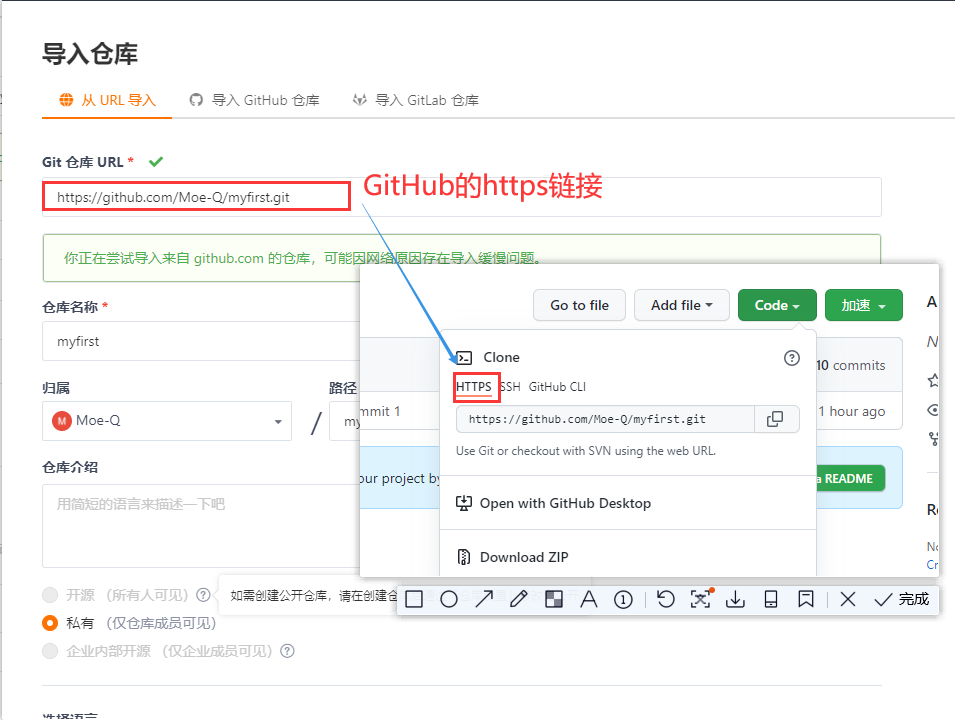 导入仓库
从 URL 导入 导入 GitHub 仓库 导入 GitLab 仓库
Git 仓库 URL *
https://github.com/Moe-Q/myfirst.git
GitHub的https链接
你正在尝试导入来自 github.com 的仓库，可能因网络原因存在导入缓慢问题。
仓库名称 *
myfirst
归属 路径
M Moe-Q / my
仓库介绍
用简短的语言来描述一下吧
开源 （所有人可见） ?
如需创建公开仓库，请在创建
私有 （仅仓库成员可见）
企业内部开源 （仅企业成员可见） ?
选择语言
Go to file Add file Code 加速
10 commits
Clone ?
HTTPS SSH GitHub CLI
mmit 1
https://github.com/Moe-Q/myfirst.git
1 hour ago
Use Git or checkout with SVN using the web URL.
our project by
a README
Open with GitHub Desktop
Download ZIP
A
N
Re
No
Cr
A 1 文 完成